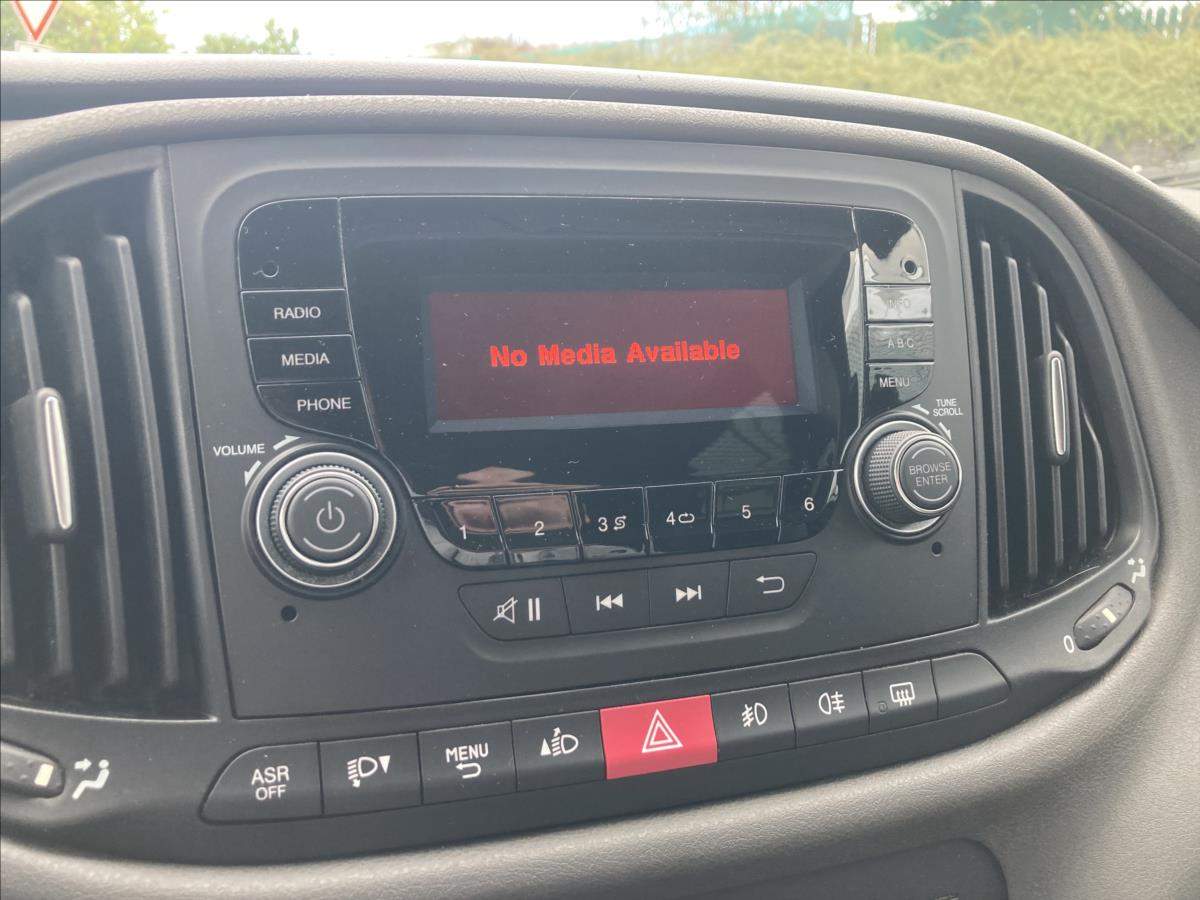 RADIO
MEDIA
PHONE
VOLUME
No Media Available
INFO
ABC
MENU
TUNE
SCROLL
BROWSE
ENTER
1
2
3
4
5
6
0
ASR
OFF
MENU